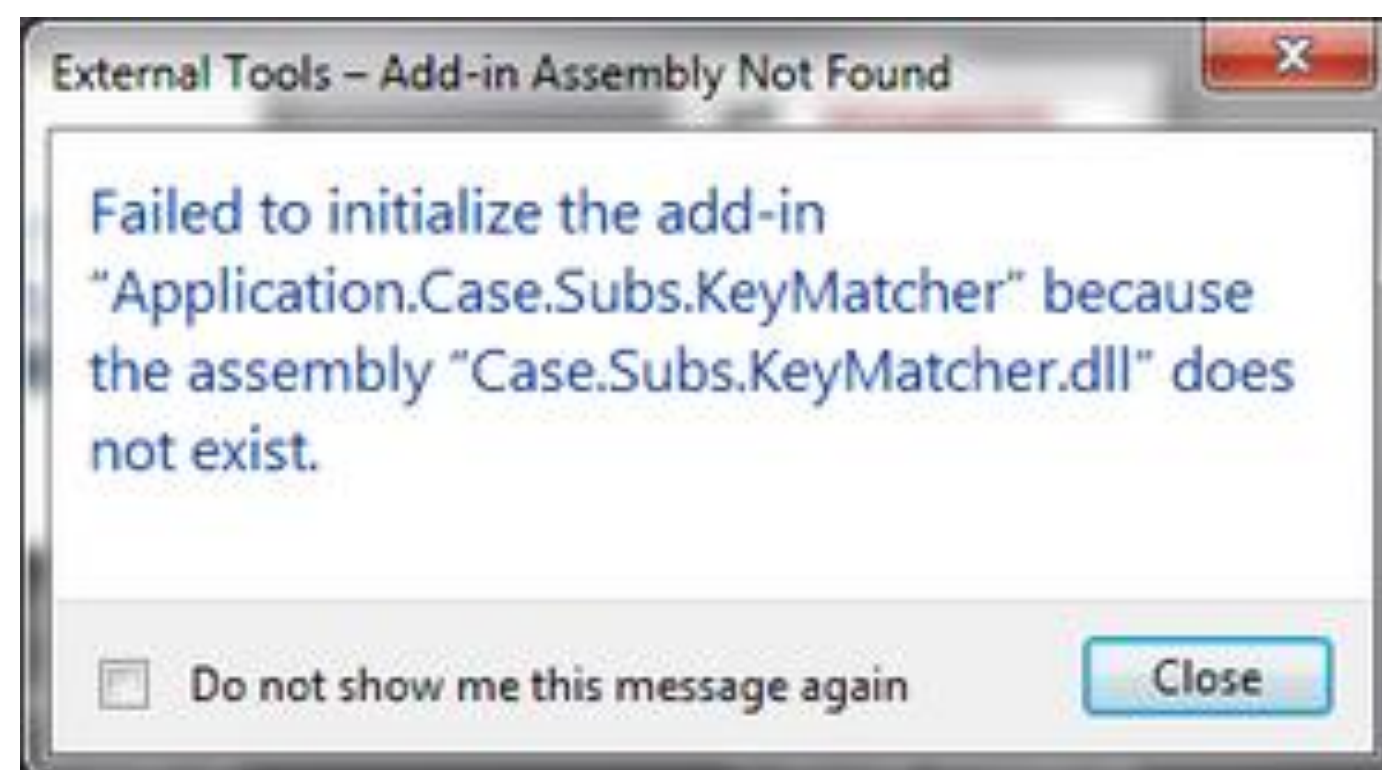 External Tools – Add-in Assembly Not Found
Failed to initialize the add-in
"Application.Case.Subs.KeyMatcher" because
the assembly "Case.Subs.KeyMatcher.dll" does
not exist.
Do not show me this message again
Close